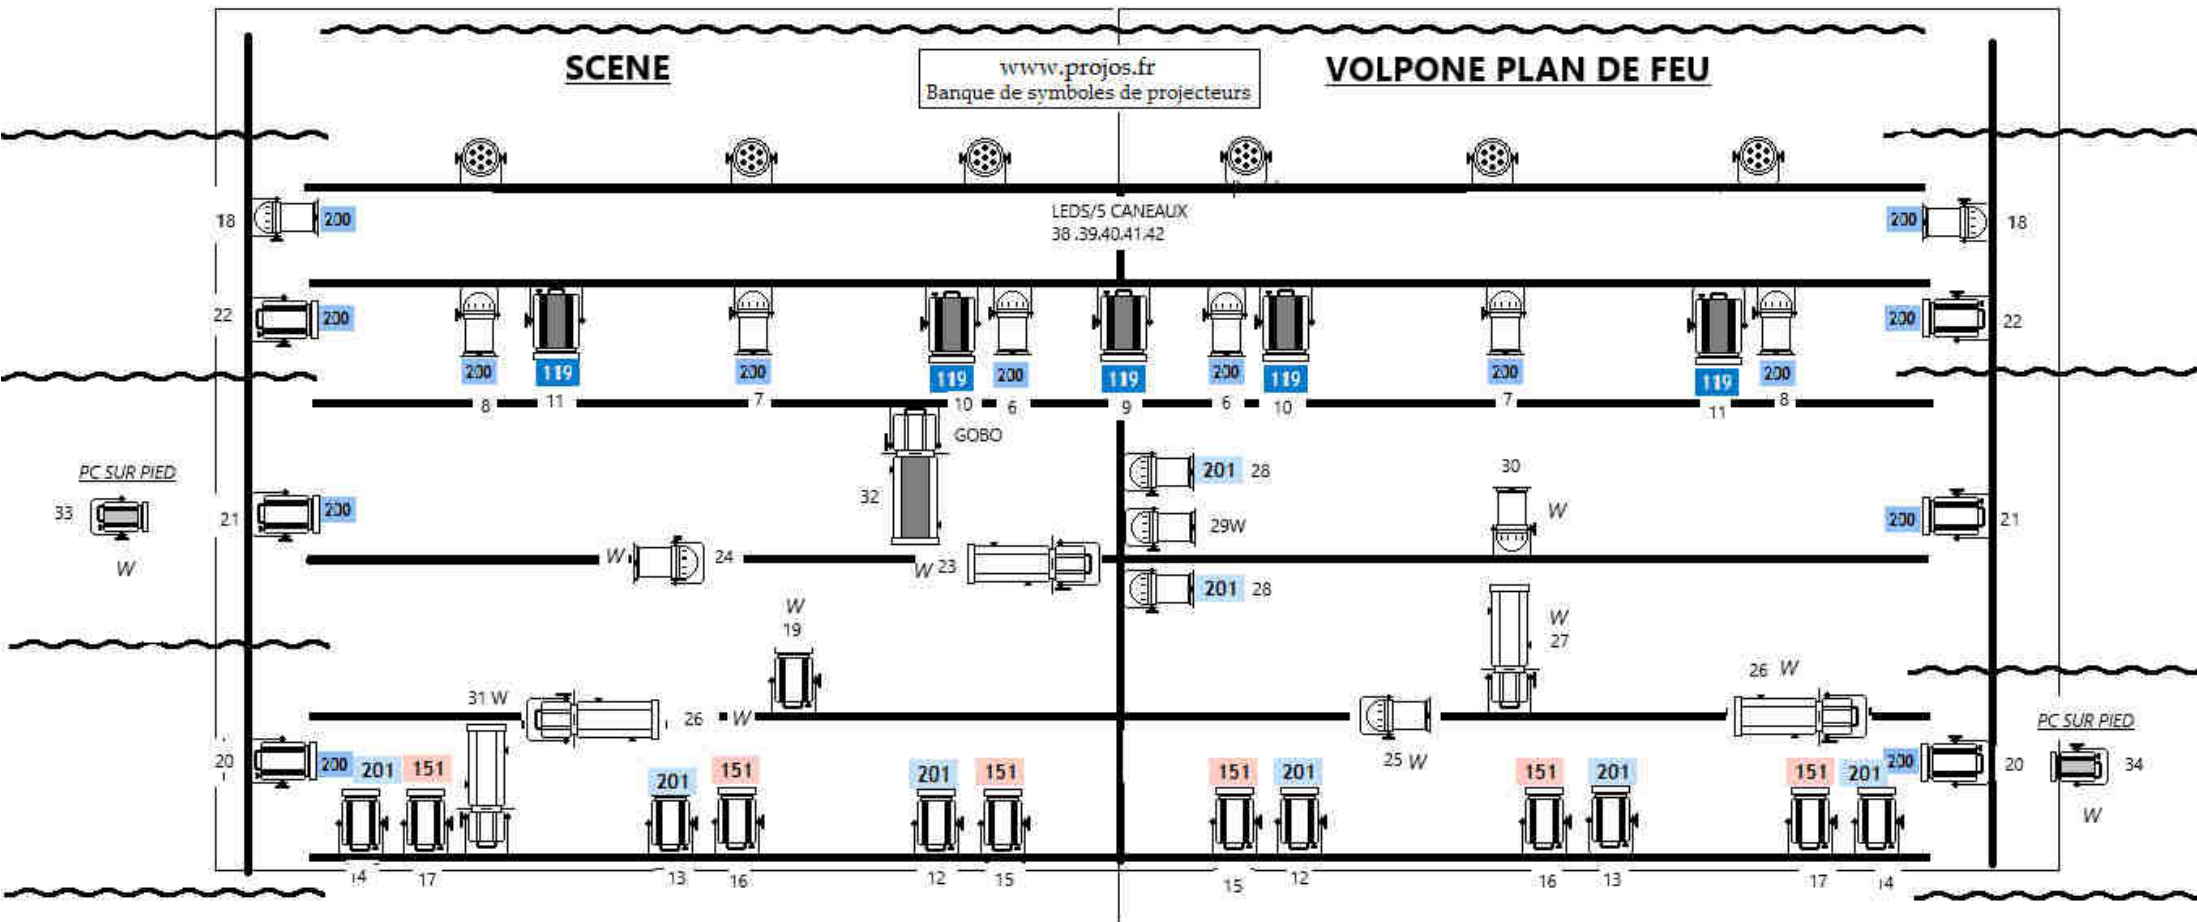 SCENE
www.projos.fr
Banque de symboles de projecteurs
VOLPONE PLAN DE FEU
LEDS/5 CANEAUX
38 .39.40.41.42
18 200
200 18
22 200
200 22
200 119 200 119 200 119 200 119 200 119 200
8 11 7 10 6 9 6 10 7 11 8
GOBO
PC SUR PIED
33
W
21 200
32
201 28
29W
30
W
200 21
W 24
W 23
201 28
W
19
W
27
31 W
26 W
25 W
26 W
PC SUR PIED
20 200
200 20
34
W
201 151 201 151 201 151 151 201 151 201 151 201
14 17 13 16 12 15 15 12 16 13 17 14